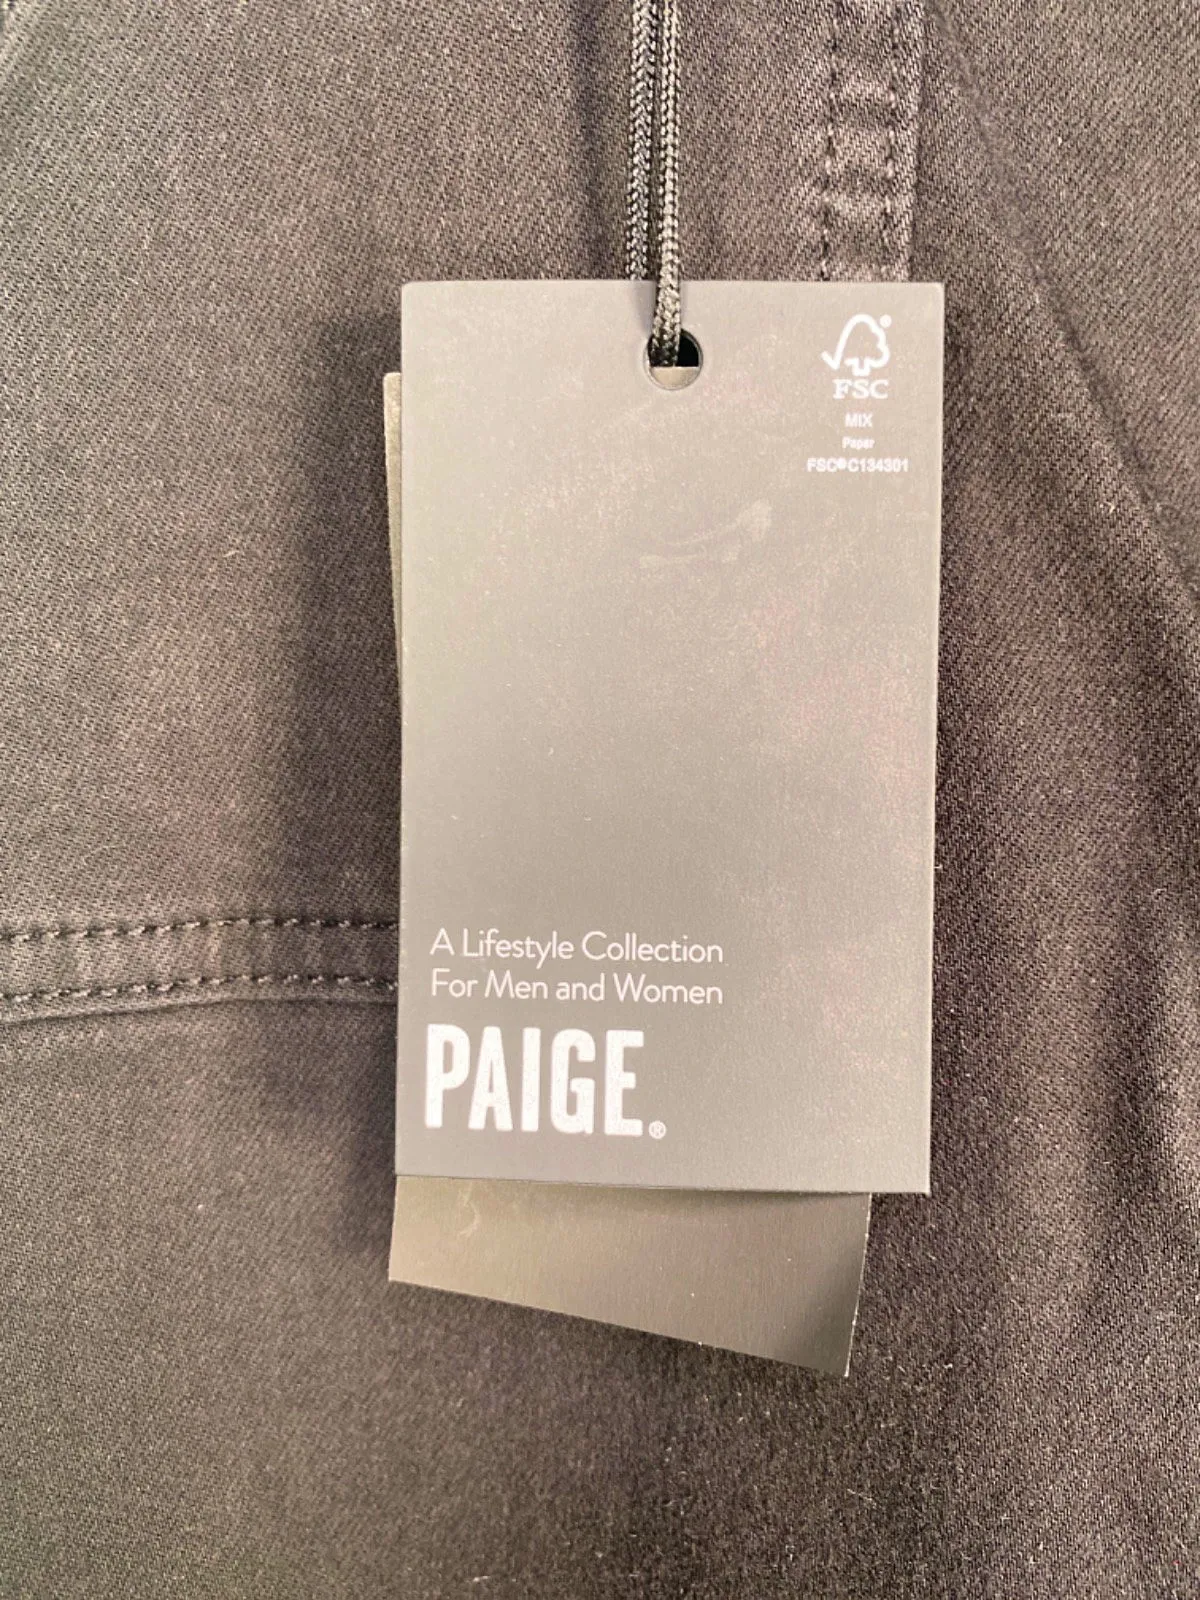 FSC
MIX
Paper
FSC® C134301
A Lifestyle Collection
For Men and Women
PAIGE®